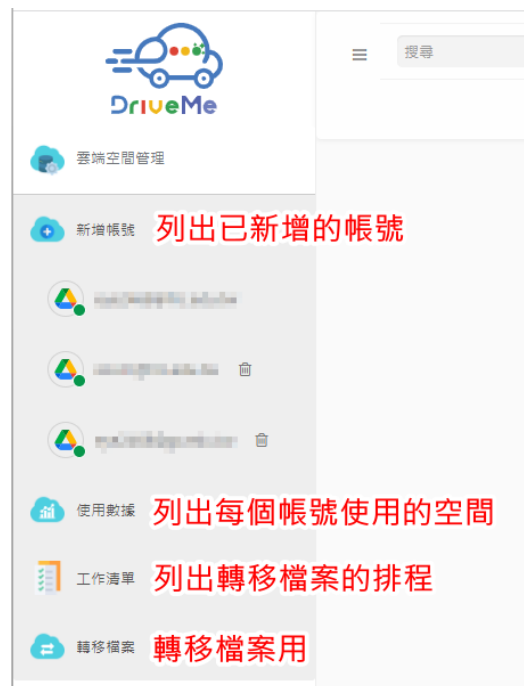 DriveMe
搜尋
雲端空間管理
新增帳號 列出已新增的帳號
使用數據 列出每個帳號使用的空間
工作清單 列出轉移檔案的排程
轉移檔案 轉移檔案用